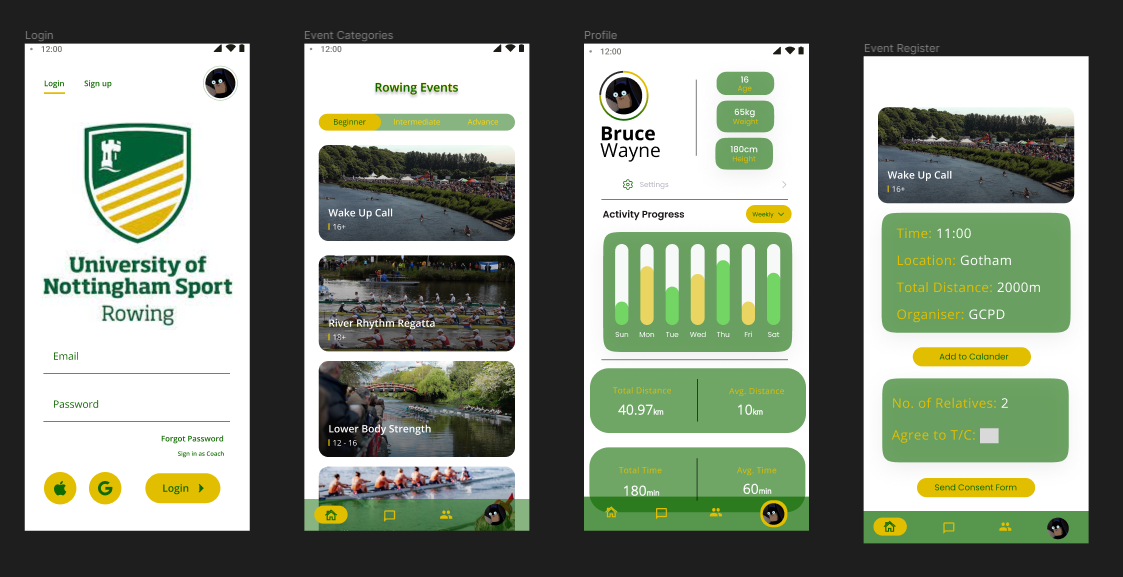 Login
12:00
Login
Sign up
University of
Nottingham Sport
Rowing
Email
Password
Forgot Password
Sign in as Coach
Login
Event Categories
12:00
Rowing Events
Beginner
Intermediate
Advance
Wake Up Call
16+
River Rhythm Regatta
13+
Lower Body Strength
12 - 16
Profile
12:00
Bruce
Wayne
16
Age
65kg
Weight
180cm
Height
Settings
Activity Progress
Weekly
Sun Mon Tue Wed Thu Fri Sat
Total Distance
40.97km
Avg. Distance
10km
Total Time
180min
Avg. Time
60min
Event Register
Wake Up Call
16+
Time: 11:00
Location: Gotham
Total Distance: 2000m
Organiser: GCPD
Add to Calander
No. of Relatives: 2
Agree to T/C:
Send Consent Form